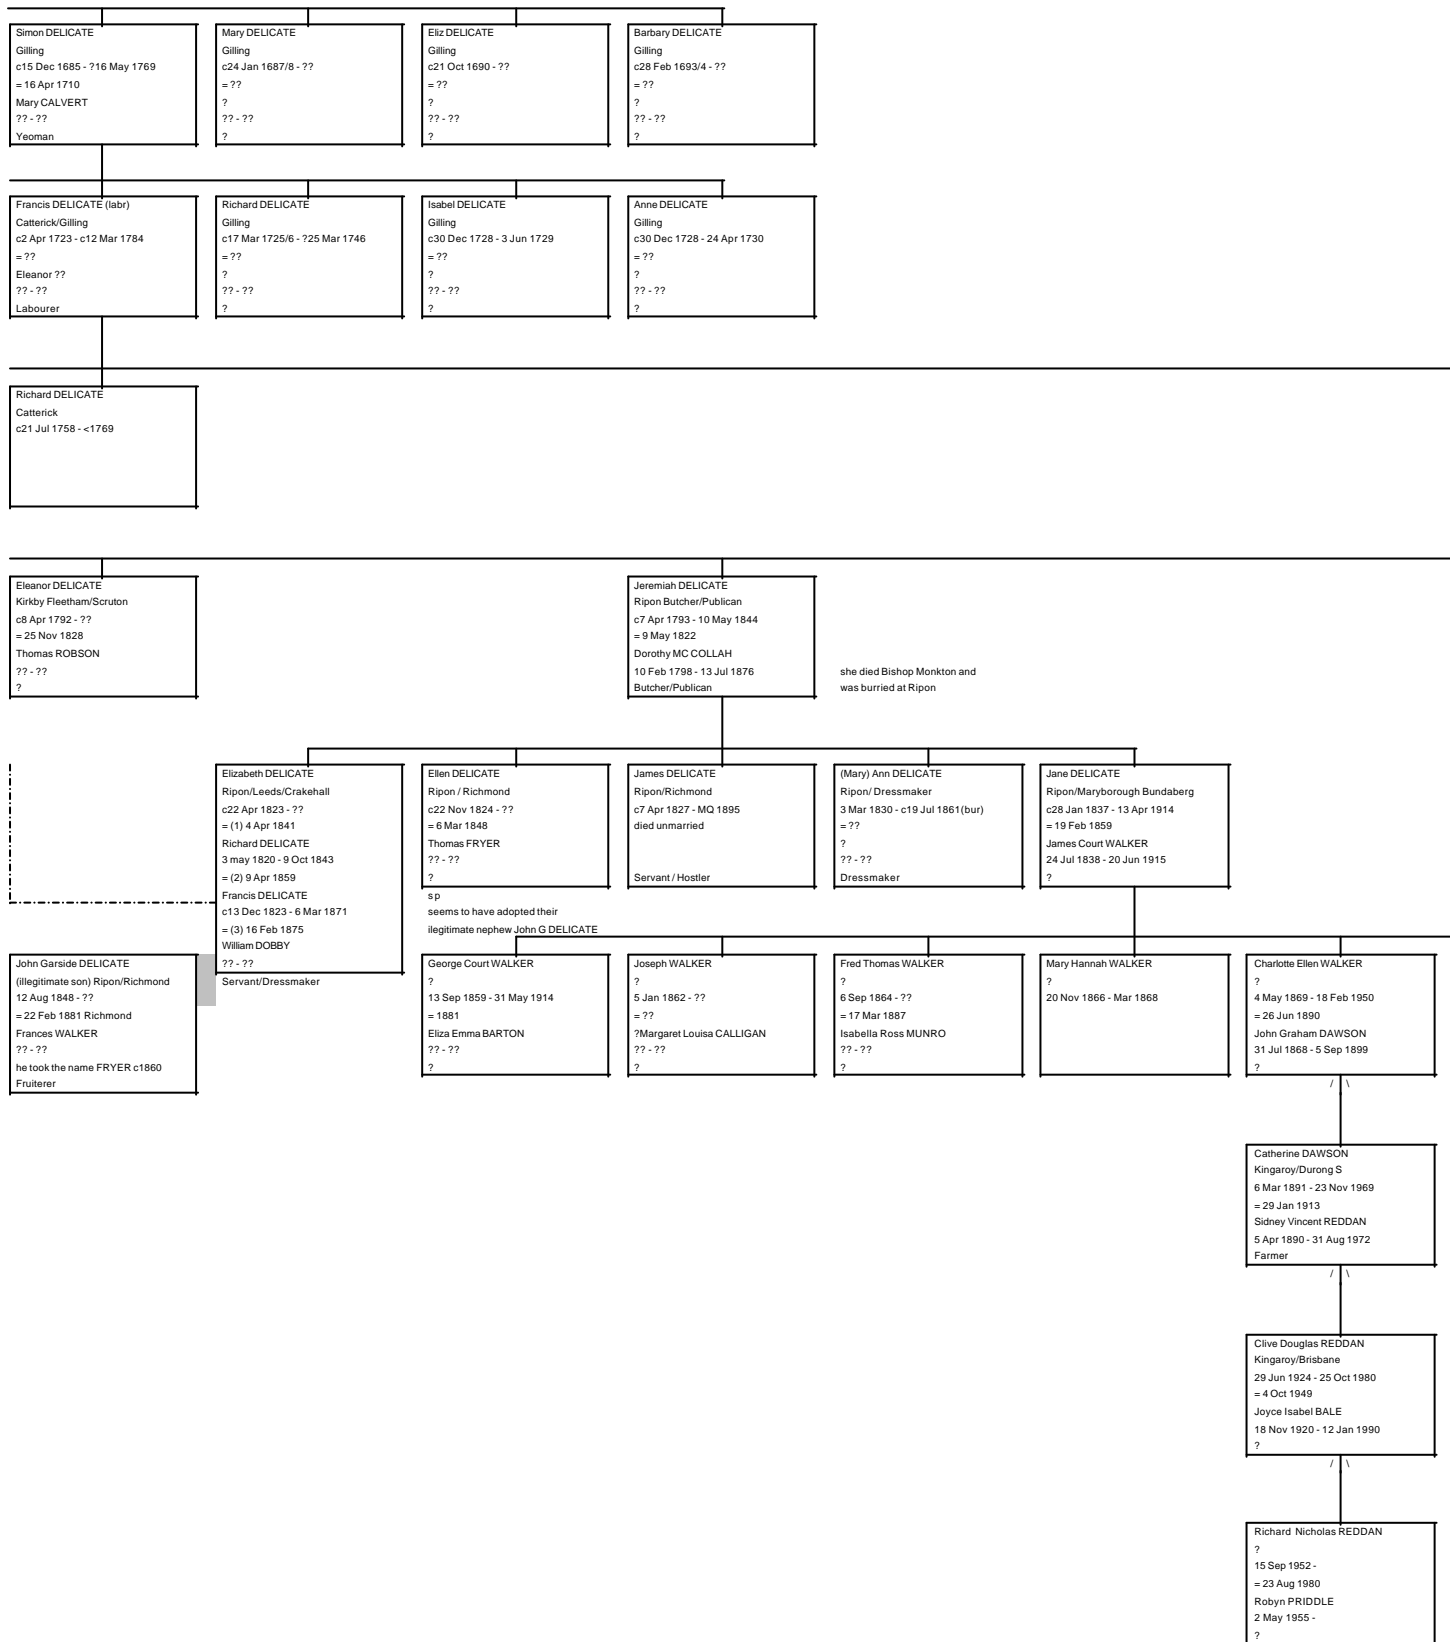 Simon DELICATE
Gilling
c15 Dec 1685 - ?16 May 1769
= 16 Apr 1710
Mary CALVERT
?? - ??
Yeoman
Mary DELICATE
Gilling
c24 Jan 1687/8 - ??
= ??
?
?? - ??
?
Eliz DELICATE
Gilling
c21 Oct 1690 - ??
= ??
?
?? - ??
?
Barbary DELICATE
Gilling
c28 Feb 1693/4 - ??
= ??
?
?? - ??
?
Francis DELICATE (labr)
Catterick/Gilling
c2 Apr 1723 - c12 Mar 1784
= ??
Eleanor ??
?? - ??
Labourer
Richard DELICATE
Gilling
c17 Mar 1725/6 - ?25 Mar 1746
= ??
?
?? - ??
?
Isabel DELICATE
Gilling
c30 Dec 1728 - 3 Jun 1729
= ??
?
?? - ??
?
Anne DELICATE
Gilling
c30 Dec 1728 - 24 Apr 1730
= ??
?
?? - ??
?
Richard DELICATE
Catterick
c21 Jul 1758 - <1769
Eleanor DELICATE
Kirkby Fleetham/Scruton
c8 Apr 1792 - ??
= 25 Nov 1828
Thomas ROBSON
?? - ??
?
Jeremiah DELICATE
Ripon Butcher/Publican
c7 Apr 1793 - 10 May 1844
= 9 May 1822
Dorothy MC COLLAH
10 Feb 1798 - 13 Jul 1876
Butcher/Publican
she died Bishop Monkton and
was burried at Ripon
Elizabeth DELICATE
Ripon/Leeds/Crakehall
c22 Apr 1823 - ??
= (1) 4 Apr 1841
Richard DELICATE
3 may 1820 - 9 Oct 1843
= (2) 9 Apr 1859
Francis DELICATE
c13 Dec 1823 - 6 Mar 1871
= (3) 16 Feb 1875
William DOBBY
?? - ??
Servant/Dressmaker
Ellen DELICATE
Ripon / Richmond
c22 Nov 1824 - ??
= 6 Mar 1848
Thomas FRYER
?? - ??
?
s p
seems to have adopted their
ilegitimate nephew John G DELICATE
James DELICATE
Ripon/Richmond
c7 Apr 1827 - MQ 1895
died unmarried
Servant / Hostler
(Mary) Ann DELICATE
Ripon/ Dressmaker
3 Mar 1830 - c19 Jul 1861(bur)
= ??
?
?? - ??
Dressmaker
Jane DELICATE
Ripon/Maryborough Bundaberg
c28 Jan 1837 - 13 Apr 1914
= 19 Feb 1859
James Court WALKER
24 Jul 1838 - 20 Jun 1915
?
John Garside DELICATE
(illegitimate son) Ripon/Richmond
12 Aug 1848 - ??
= 22 Feb 1881 Richmond
Frances WALKER
?? - ??
he took the name FRYER c1860
Fruiterer
George Court WALKER
?
13 Sep 1859 - 31 May 1914
= 1881
Eliza Emma BARTON
?? - ??
?
Joseph WALKER
?
5 Jan 1862 - ??
= ??
?Margaret Louisa CALLIGAN
?? - ??
?
Fred Thomas WALKER
?
6 Sep 1864 - ??
= 17 Mar 1887
Isabella Ross MUNRO
?? - ??
?
Mary Hannah WALKER
?
20 Nov 1866 - Mar 1868
Charlotte Ellen WALKER
?
4 May 1869 - 18 Feb 1950
= 26 Jun 1890
John Graham DAWSON
31 Jul 1868 - 5 Sep 1899
?
/ \
Catherine DAWSON
Kingaroy/Durong S
6 Mar 1891 - 23 Nov 1969
= 29 Jan 1913
Sidney Vincent REDDAN
5 Apr 1890 - 31 Aug 1972
Farmer
/ \
Clive Douglas REDDAN
Kingaroy/Brisbane
29 Jun 1924 - 25 Oct 1980
= 4 Oct 1949
Joyce Isabel BALE
18 Nov 1920 - 12 Jan 1990
?
/ \
Richard Nicholas REDDAN
?
15 Sep 1952 -
= 23 Aug 1980
Robyn PRIDDLE
2 May 1955 -
?